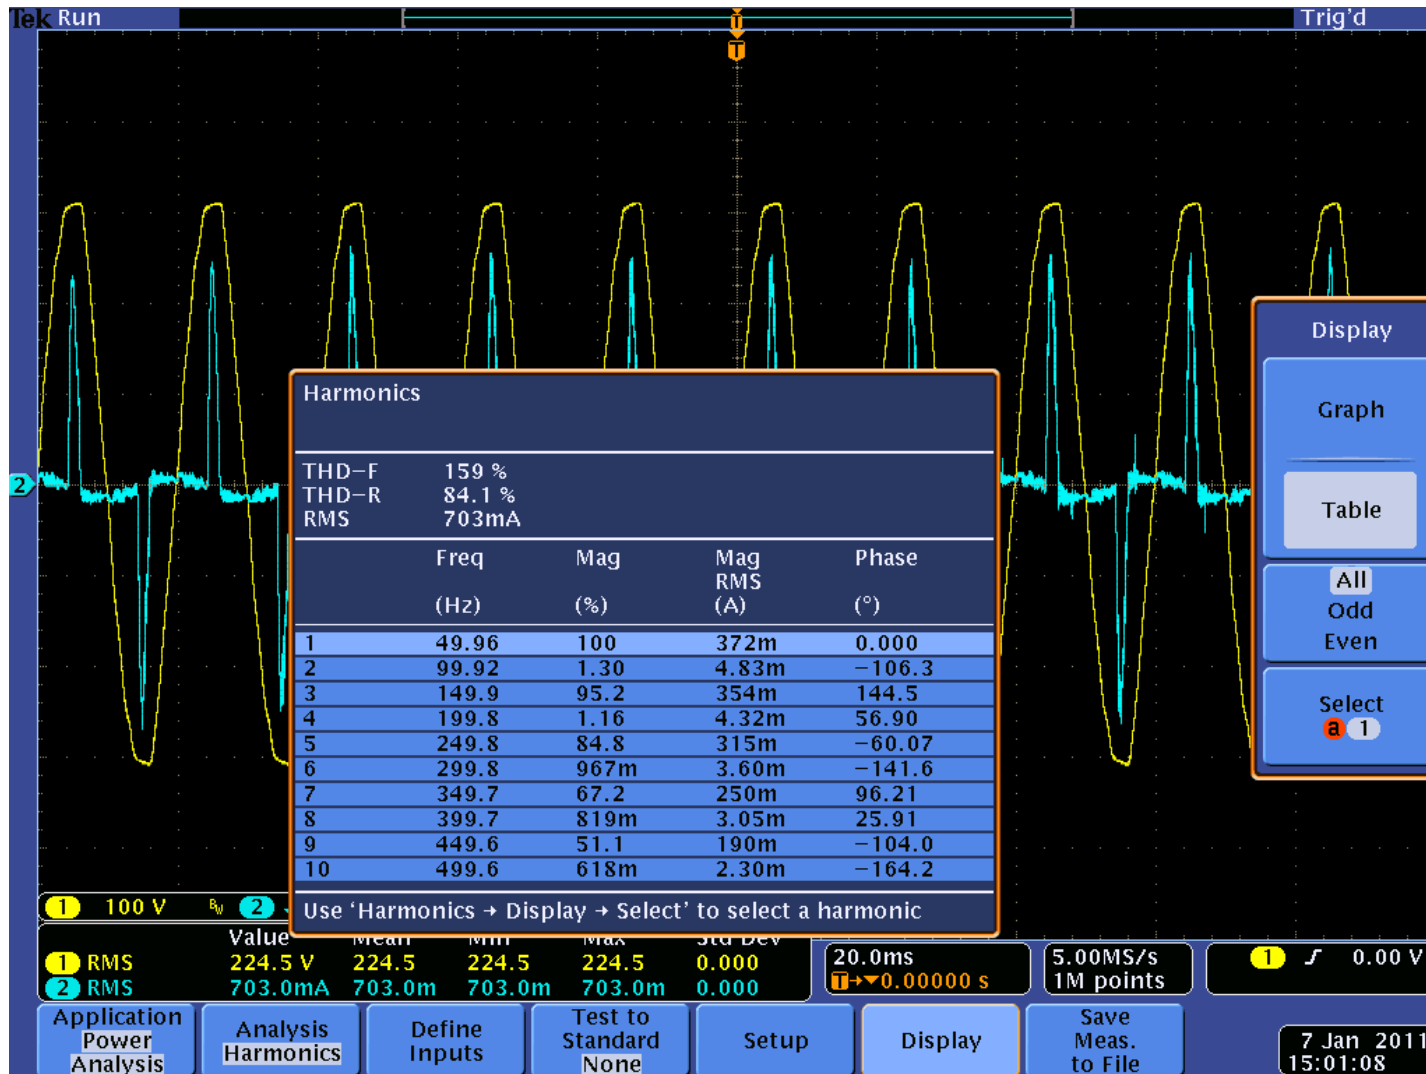 Tek Run Trig'd
T
T
2
Display
Graph
Table
All
Odd
Even
Select
a 1
Harmonics
THD-F 159 %
THD-R 84.1 %
RMS 703mA
Freq Mag Mag Phase
RMS
(Hz) (%) (A) (°)
1 49.96 100 372m 0.000
2 99.92 1.30 4.83m -106.3
3 149.9 95.2 354m 144.5
4 199.8 1.16 4.32m 56.90
5 249.8 84.8 315m -60.07
6 299.8 967m 3.60m -141.6
7 349.7 67.2 250m 96.21
8 399.7 819m 3.05m 25.91
9 449.6 51.1 190m -104.0
10 499.6 618m 2.30m -164.2
Use 'Harmonics → Display → Select' to select a harmonic
1 100 V BW 2
Value Mean Min Max Std Dev
1 RMS 224.5 V 224.5 224.5 224.5 0.000
2 RMS 703.0mA 703.0m 703.0m 703.0m 0.000
20.0ms
T→▼0.00000 s
5.00MS/s
1M points
1 0.00 V
Application
Power
Analysis
Analysis
Harmonics
Define
Inputs
Test to
Standard
None
Setup
Display
Save
Meas.
to File
7 Jan 2011
15:01:08